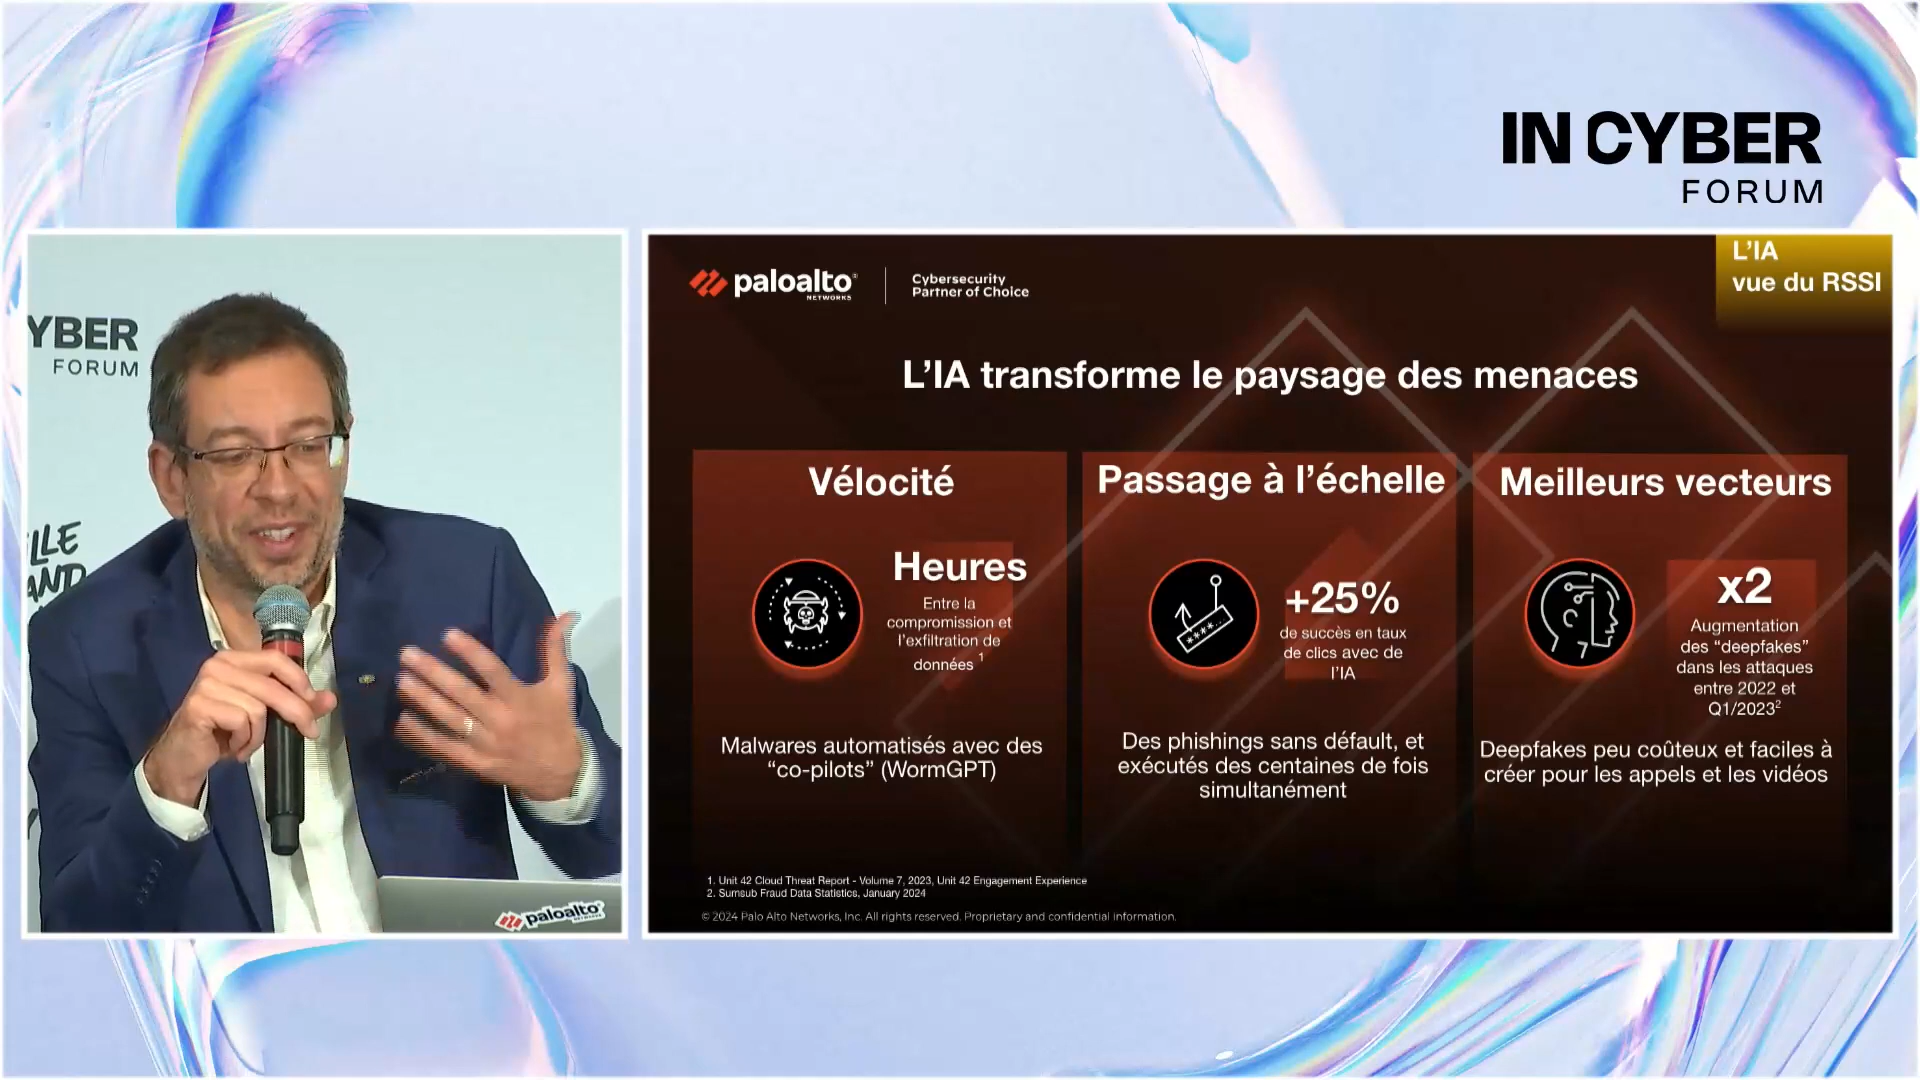 IN CYBER
FORUM
YBER
FORUM
LLE
AND
paloalto
NETWORKS
paloalto
NETWORKS
Cybersecurity
Partner of Choice
L'IA
vue du RSSI
L'IA transforme le paysage des menaces
Vélocité
Heures
Entre la
compromission et
l'exfiltration de
données 1
Malwares automatisés avec des
"co-pilots" (WormGPT)
Passage à l'échelle
+25%
de succès en taux
de clics avec de
l'IA
Des phishings sans défault, et
exécutés des centaines de fois
simultanément
Meilleurs vecteurs
x2
Augmentation
des "deepfakes"
dans les attaques
entre 2022 et
Q1/20232
Deepfakes peu coûteux et faciles à
créer pour les appels et les vidéos
1. Unit 42 Cloud Threat Report - Volume 7, 2023, Unit 42 Engagement Experience
2. Sumsub Fraud Data Statistics, January 2024
© 2024 Palo Alto Networks, Inc. All rights reserved. Proprietary and confidential information.